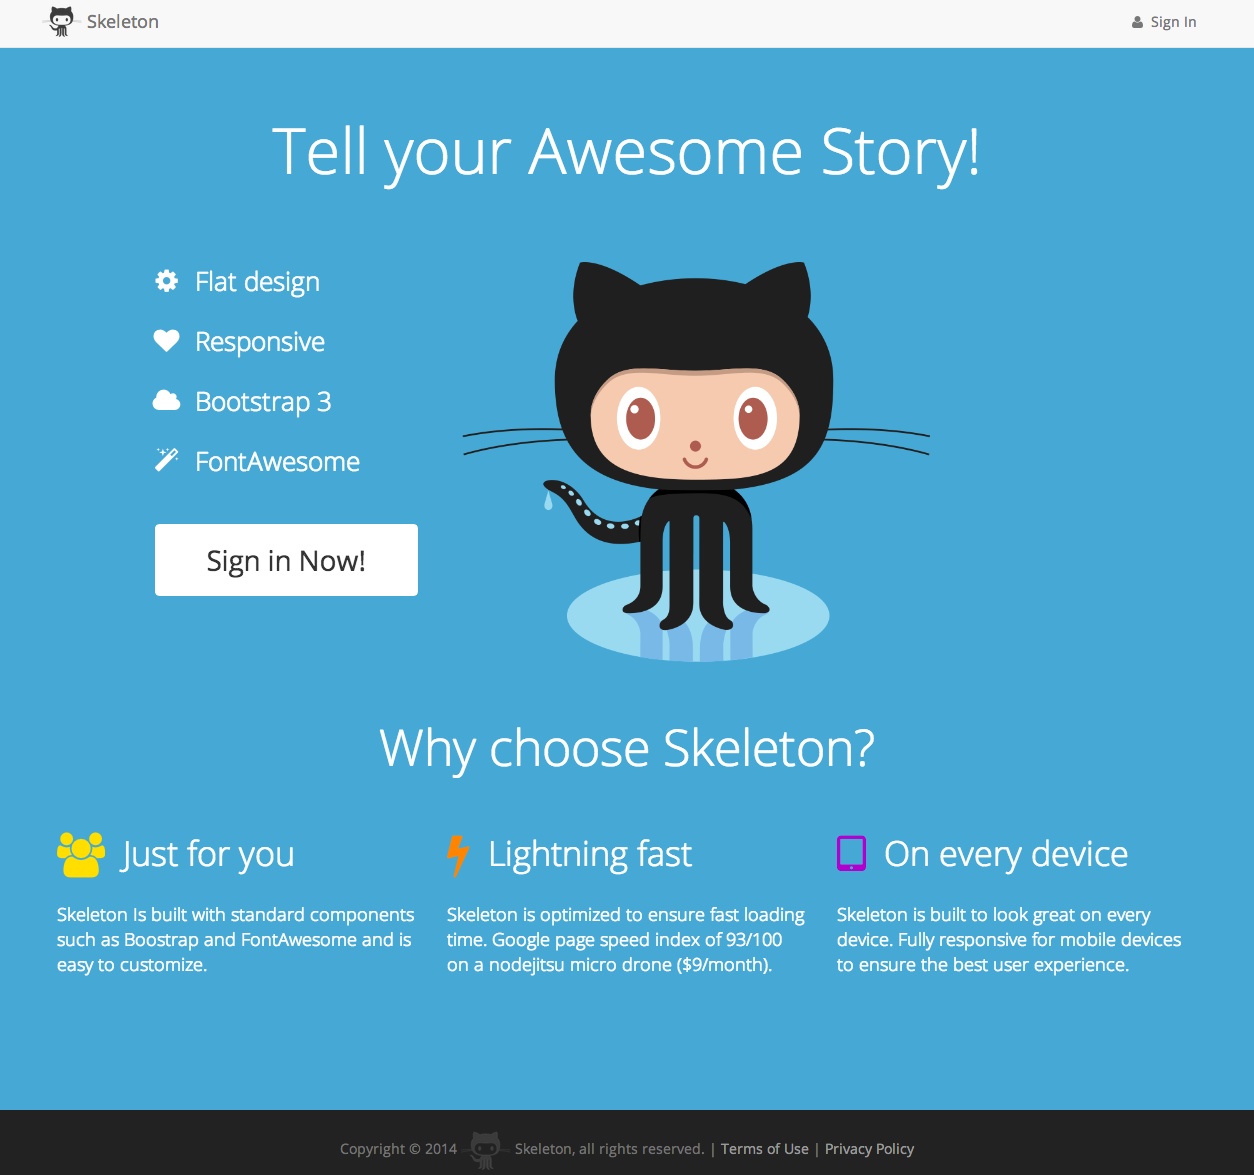 Skeleton
Sign In
Tell your Awesome Story!
Flat design
Responsive
Bootstrap 3
FontAwesome
Sign in Now!
Why choose Skeleton?
Just for you
Skeleton Is built with standard components
such as Boostrap and FontAwesome and is
easy to customize.
Lightning fast
Skeleton is optimized to ensure fast loading
time. Google page speed index of 93/100
on a nodejitsu micro drone ($9/month).
On every device
Skeleton is built to look great on every
device. Fully responsive for mobile devices
to ensure the best user experience.
Copyright © 2014 Skeleton, all rights reserved. | Terms of Use | Privacy Policy